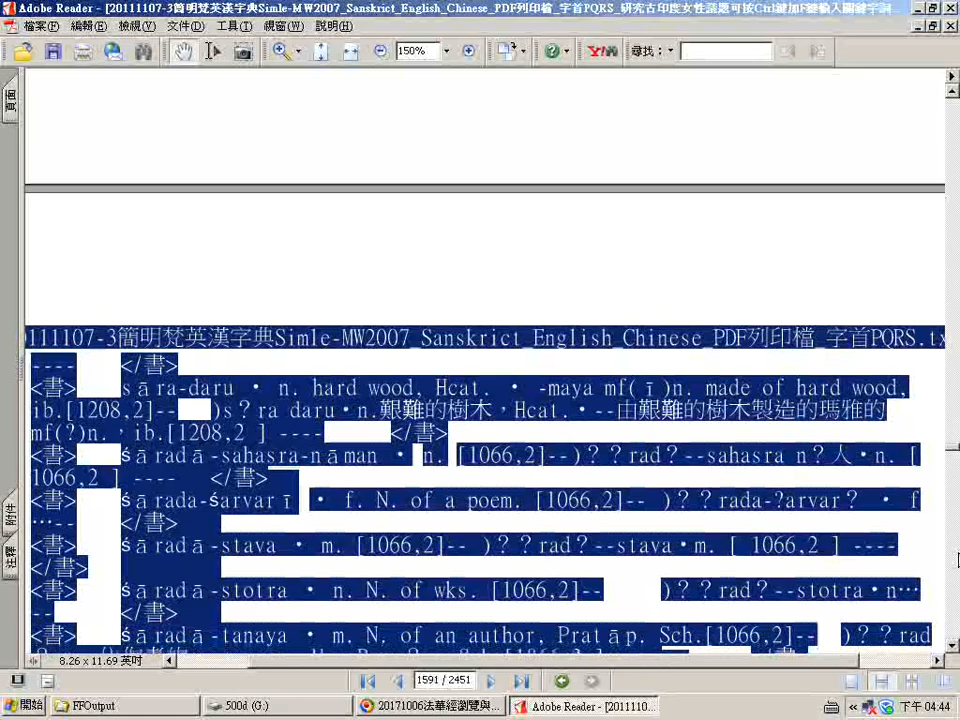 Adobe Reader - [20111107-3簡明梵英漢字典Simle-MW2007_Sanskrict_English_Chinese_PDF列印檔_字首PQRS_研究古印度女性議題可按Ctrl鍵加F鍵輸入關鍵字詞
檔案(F) 編輯(E) 檢視(V) 文件(D) 工具(T) 視窗(W) 說明(H)
150% Y! 尋找:
頁面
0111107-3簡明梵英漢字典Simle-MW2007_Sanskrict_English_Chinese_PDF列印檔_字首PQRS.tx
---- </書>
<書> sāra-daru • n. hard wood, Hcat. • -maya mf(ī)n. made of hard wood,
ib.[1208,2]-- )s?ra daru•n.艱難的樹木，Hcat.•--由艱難的樹木製造的瑪雅的
mf(?)n.，ib.[1208,2 ] ---- </書>
<書> śāradā-sahasra-nāman • n. [1066,2]--)??rad?--sahasra n?人•n. [
1066,2 ] ---- </書>
<書> śārada-śarvarī • f. N. of a poem. [1066,2]-- )??rada-?arvar? • f
…-- </書>
<書> śāradā-stava • m. [1066,2]-- )??rad?--stava•m. [ 1066,2 ] ----
</書>
<書> śāradā-stotra • n. N. of wks. [1066,2]-- )??rad?--stotra•n…
-- </書>
<書> śāradā-tanaya • m. N. of an author, Pratāp. Sch.[1066,2]-- )??rad
附件
註釋
8.26 x 11.69 英吋
1591 / 2451
開始 FFOutput 500d (G:) 20171006法華經瀏覽與... Adobe Reader - [2011110... « 下午 04:44